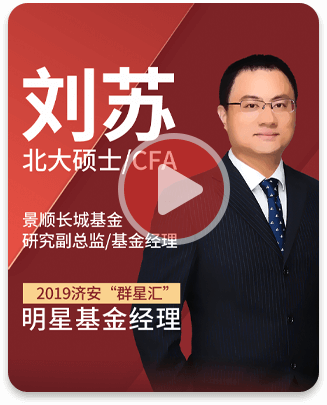 刘苏
北大硕士/CFA
景顺长城基金
研究副总监/基金经理
2019济安“群星汇”
明星基金经理